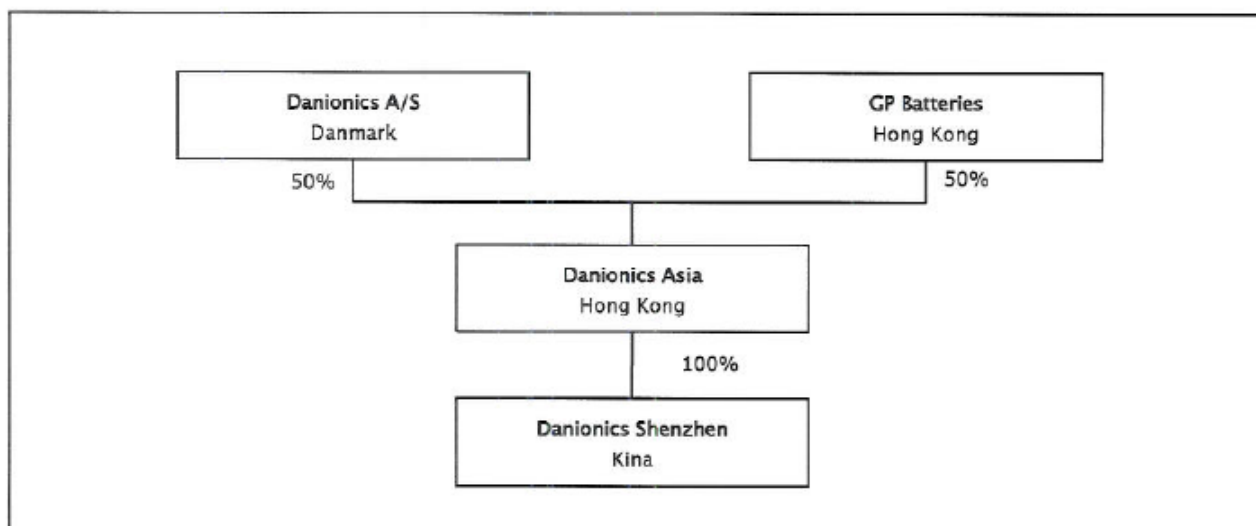 Danionics A/S
Danmark
GP Batteries
Hong Kong
50%
50%
Danionics Asia
Hong Kong
100%
Danionics Shenzhen
Kina